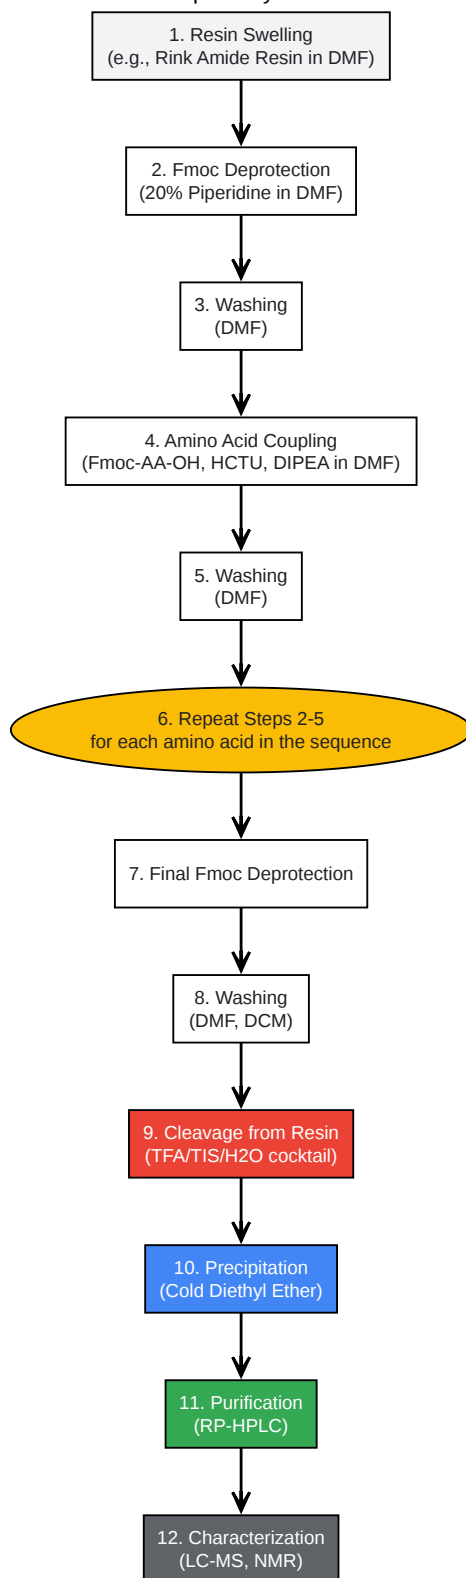 1. Resin Swelling
(e.g., Rink Amide Resin in DMF)
2. Fmoc Deprotection
(20% Piperidine in DMF)
3. Washing
(DMF)
4. Amino Acid Coupling
(Fmoc-AA-OH, HCTU, DIPEA in DMF)
5. Washing
(DMF)
6. Repeat Steps 2-5
for each amino acid in the sequence
7. Final Fmoc Deprotection
8. Washing
(DMF, DCM)
9. Cleavage from Resin
(TFA/TIS/H2O cocktail)
10. Precipitation
(Cold Diethyl Ether)
11. Purification
(RP-HPLC)
12. Characterization
(LC-MS, NMR)